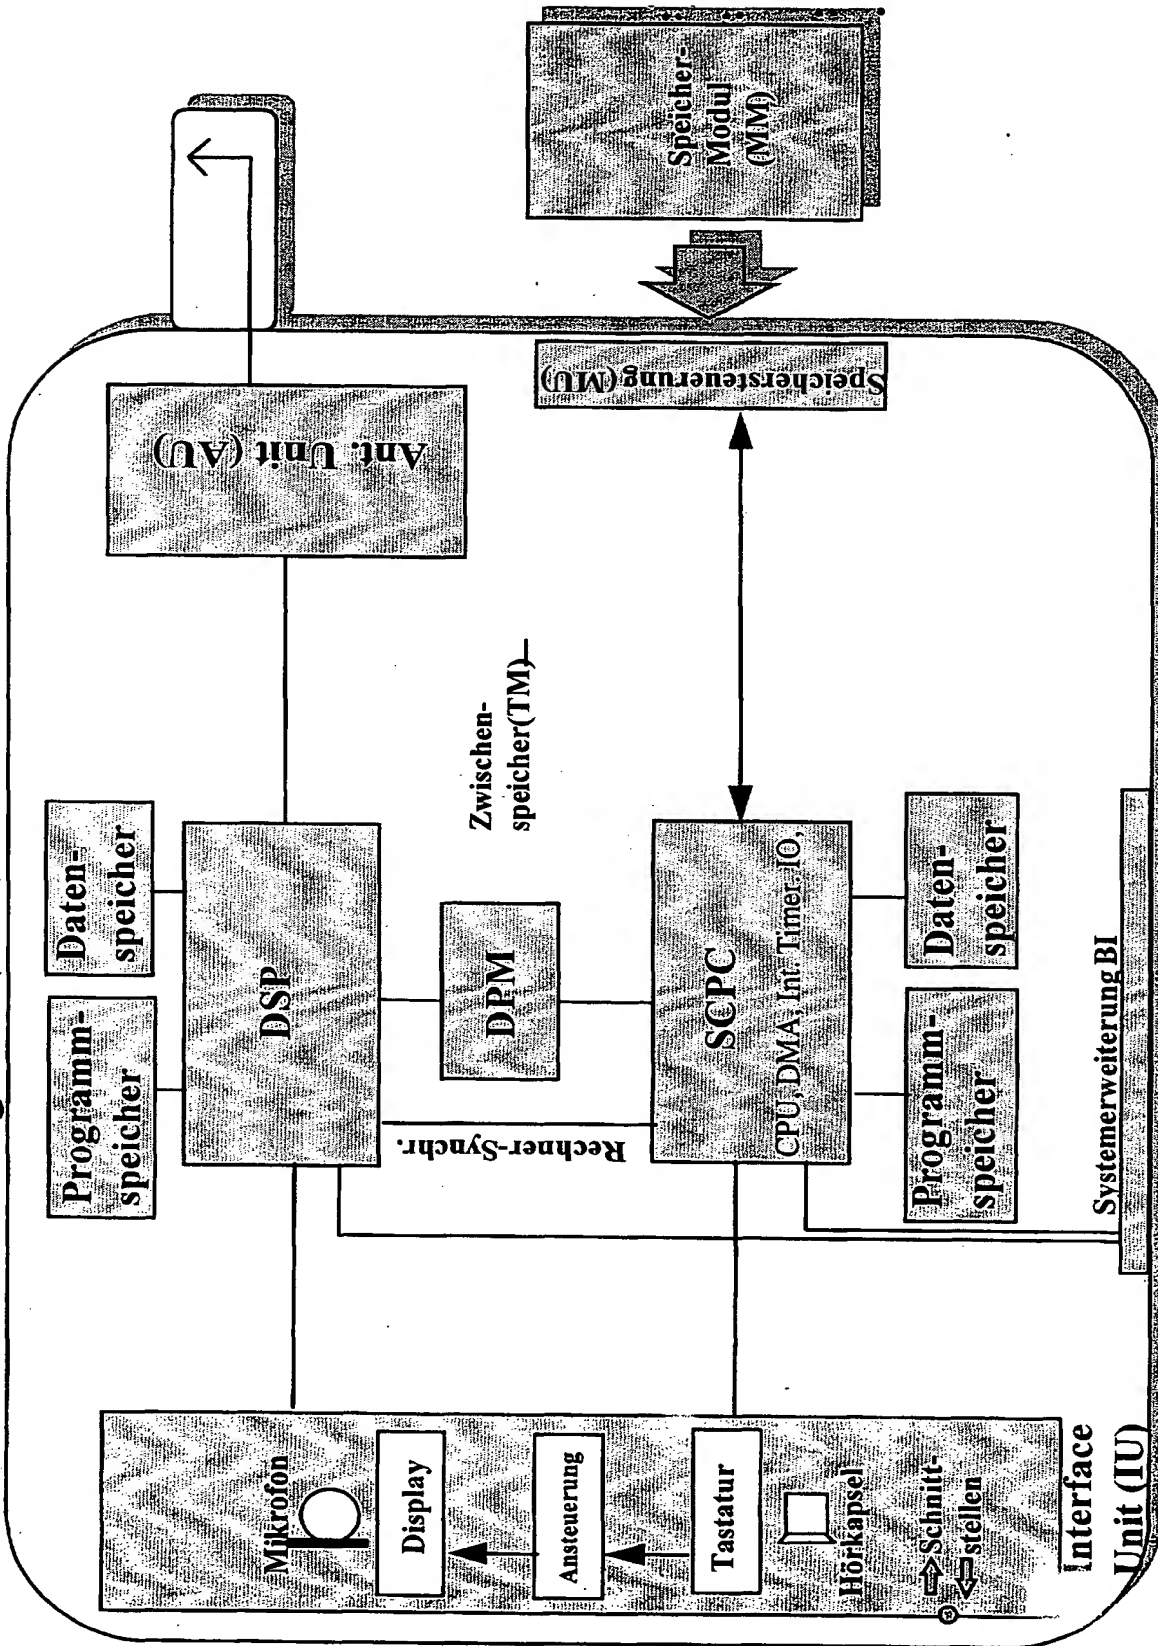 Programm-
speicher
Daten-
speicher
Mikrofon
DSP
Ant. Unit (AU)
Display
Rechner-Synchr.
DPM
Zwischen-
speicher(TM)
Ansteuerung
Tastatur
SCPC
CPU, DMA, Int. Timer, IO,
Speichersteuerung (MU)
Speicher-
Modul
(MM)
Hörkapsel
Schnitt-
stellen
Programm-
speicher
Daten-
speicher
Interface
Unit (IU)
Systemerweiterung BI